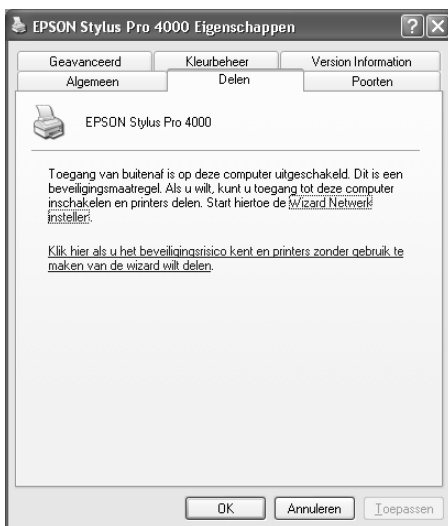 EPSON Stylus Pro 4000 Eigenschappen
Geavanceerd Kleurbeheer Version Information
Algemeen Delen Poorten
EPSON Stylus Pro 4000
Toegang van buitenaf is op deze computer uitgeschakeld. Dit is een
beveiligingsmaatregel. Als u wilt, kunt u toegang tot deze computer
inschakelen en printers delen. Start hiertoe de Wizard Netwerk
instellen.
Klik hier als u het beveiligingsrisico kent en printers zonder gebruik te
maken van de wizard wilt delen.
OK Annuleren Toepassen